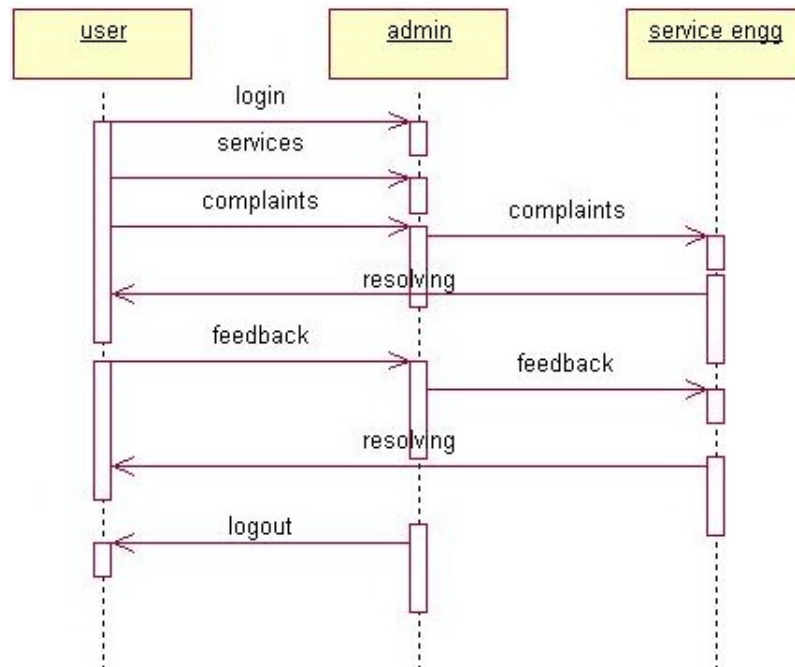 user
admin
service engg
login
services
complaints
complaints
resolving
feedback
feedback
resolving
logout